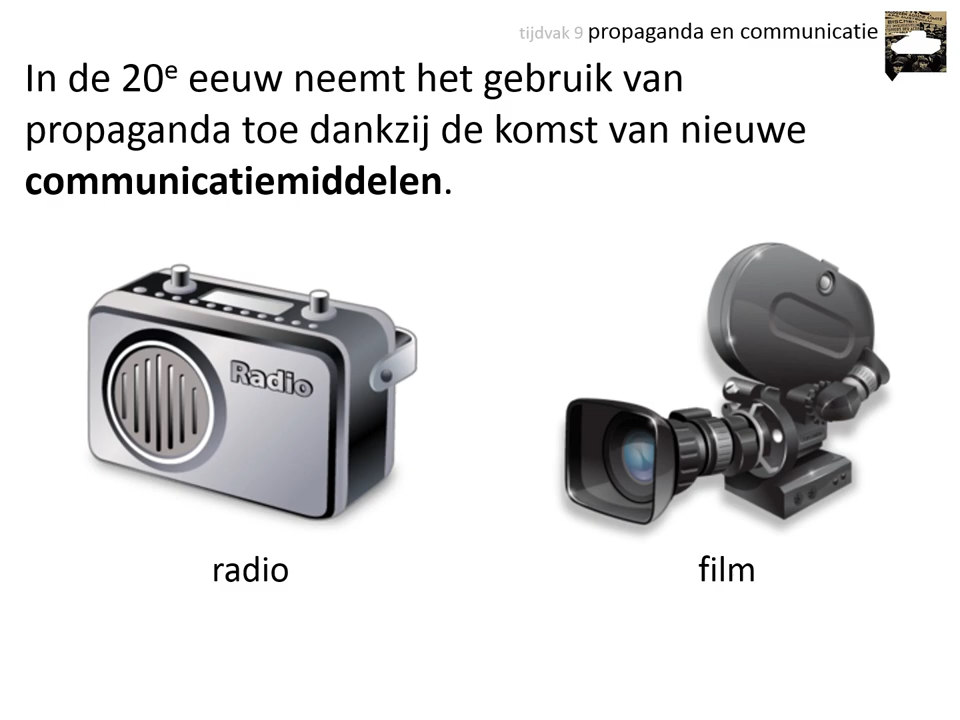 tijdvak 9 propaganda en communicatie
In de 20e eeuw neemt het gebruik van
propaganda toe dankzij de komst van nieuwe
communicatiemiddelen.
Radio
radio
film